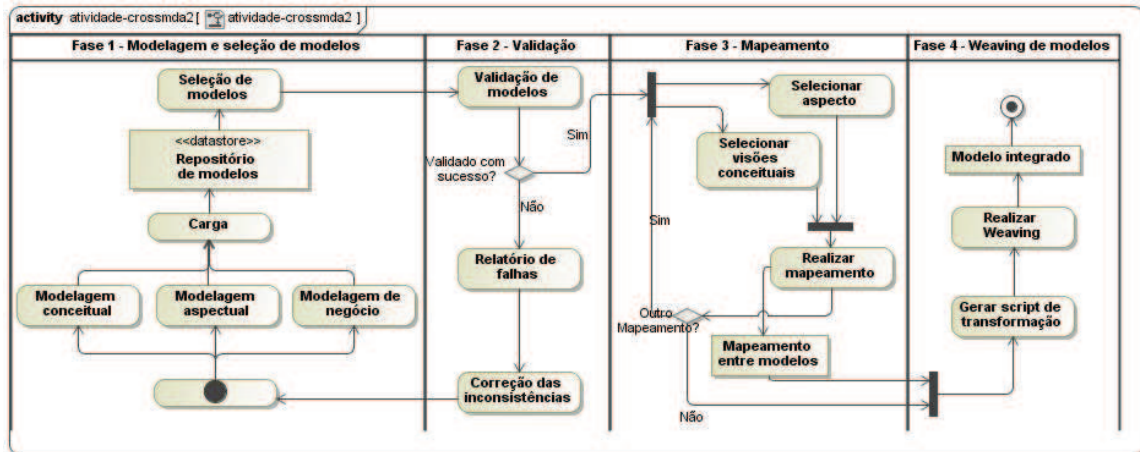 activity atividade-crossmda2 [ atividade-crossmda2 ]
Fase 1 - Modelagem e seleção de modelos
Seleção de
modelos
<<datastore>>
Repositório
de modelos
Carga
Modelagem
conceitual
Modelagem
aspectual
Modelagem de
negócio
Fase 2 - Validação
Validação de
modelos
Sim
Validado com
sucesso?
Não
Relatório de
falhas
Correção das
inconsistências
Fase 3 - Mapeamento
Selecionar
aspecto
Selecionar
visões
conceituais
Sim
Realizar
mapeamento
Outro
Mapeamento?
Mapeamento
entre modelos
Não
Fase 4 - Weaving de modelos
Modelo integrado
Realizar
Weaving
Gerar script de
transformação